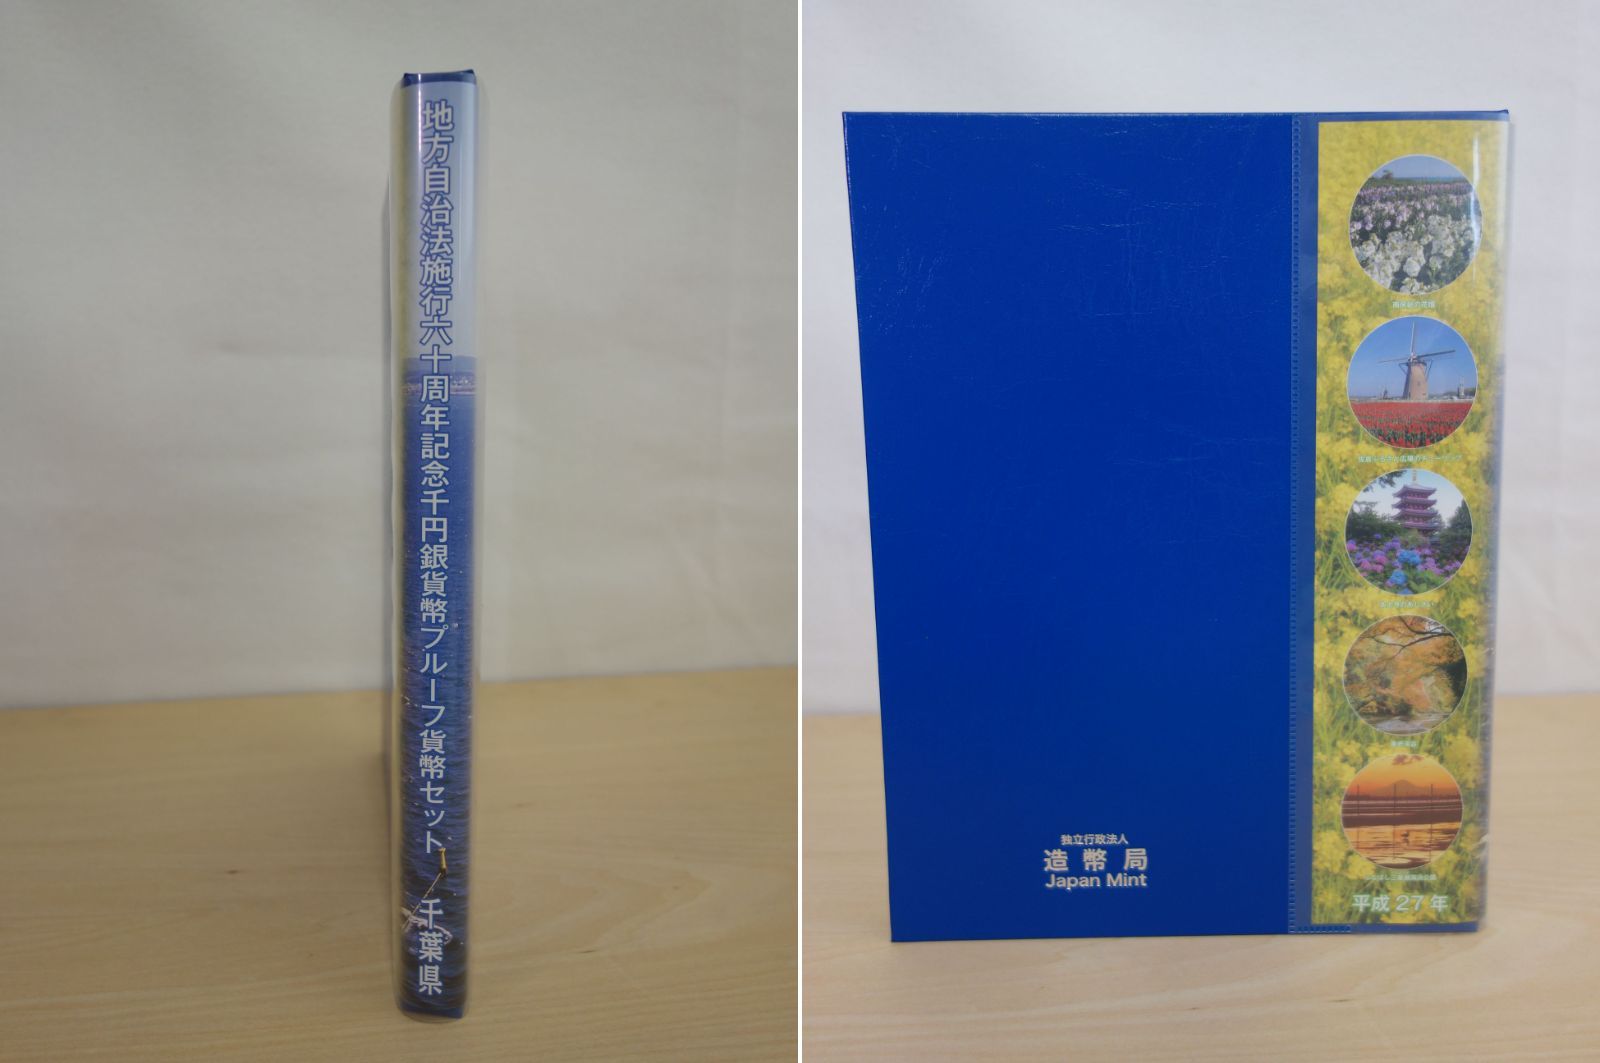 地方自治法施行六十周年記念千円銀貨幣プルーフ貨幣セット
千葉県
独立行政法人
造幣局
Japan Mint
平成27年